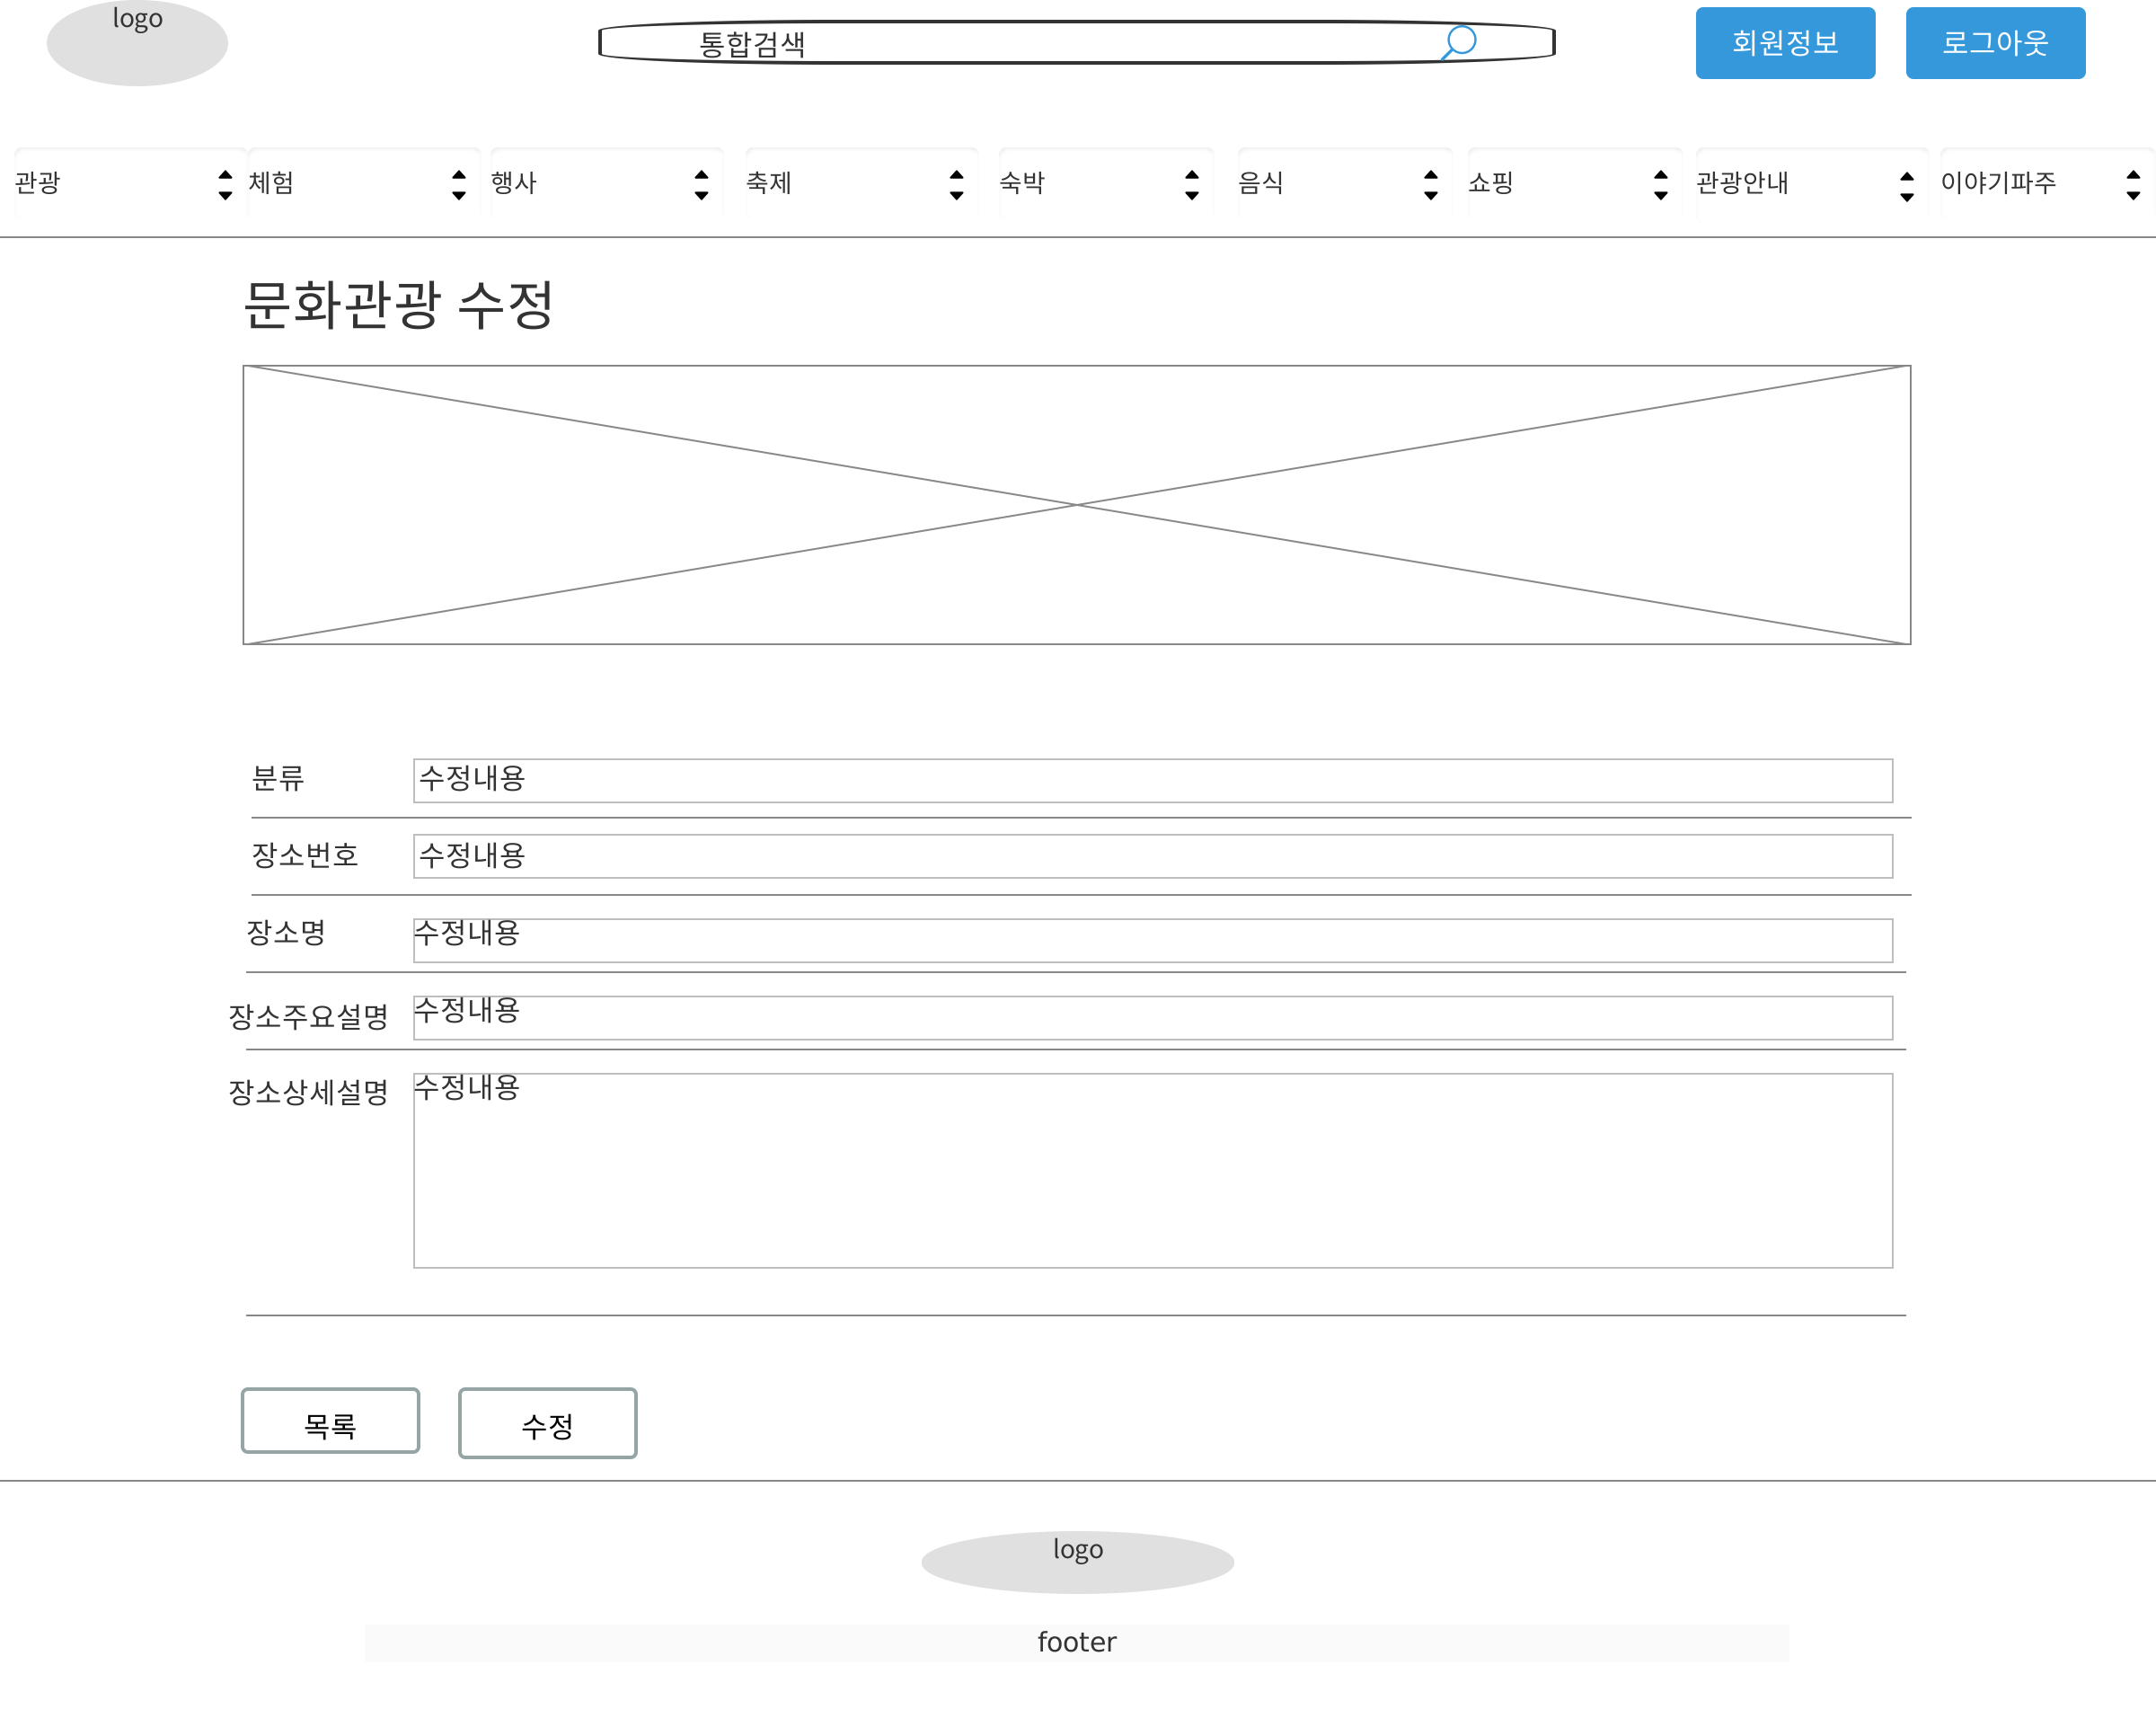 logo
통합검색
회원정보
로그아웃
관광
체험
행사
축제
숙박
음식
쇼핑
관광안내
이야기파주
문화관광 수정
분류
수정내용
장소번호
수정내용
장소명
수정내용
장소주요설명
수정내용
장소상세설명
수정내용
목록
수정
logo
footer